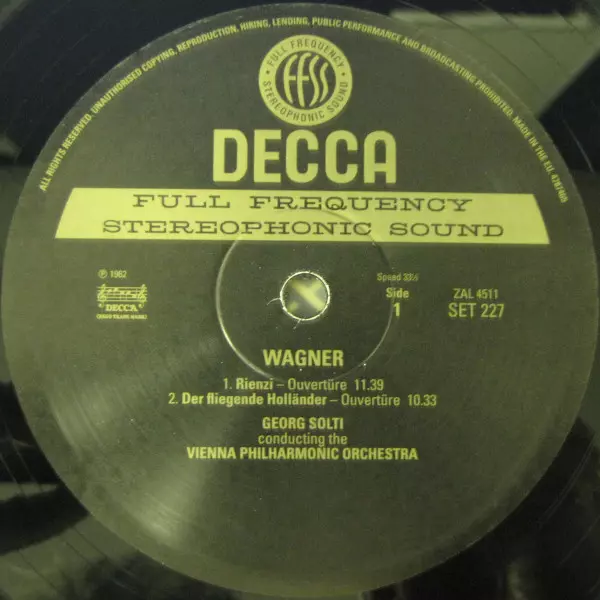 ALL RIGHTS RESERVED. UNAUTHORISED COPYING, REPRODUCTION, HIRING, LENDING, PUBLIC PERFORMANCE AND BROADCASTING PROHIBITED. MADE IN THE EU.
FULL FREQUENCY
ffss
STEREOPHONIC SOUND
DECCA
FULL FREQUENCY
STEREOPHONIC SOUND
℗ 1962
DECCA
Speed 33⅓
Side
1
ZAL 4511
SET 227
WAGNER
1. Rienzi – Ouvertüre 11.39
2. Der fliegende Holländer – Ouvertüre 10.33
GEORG SOLTI
conducting the
VIENNA PHILHARMONIC ORCHESTRA